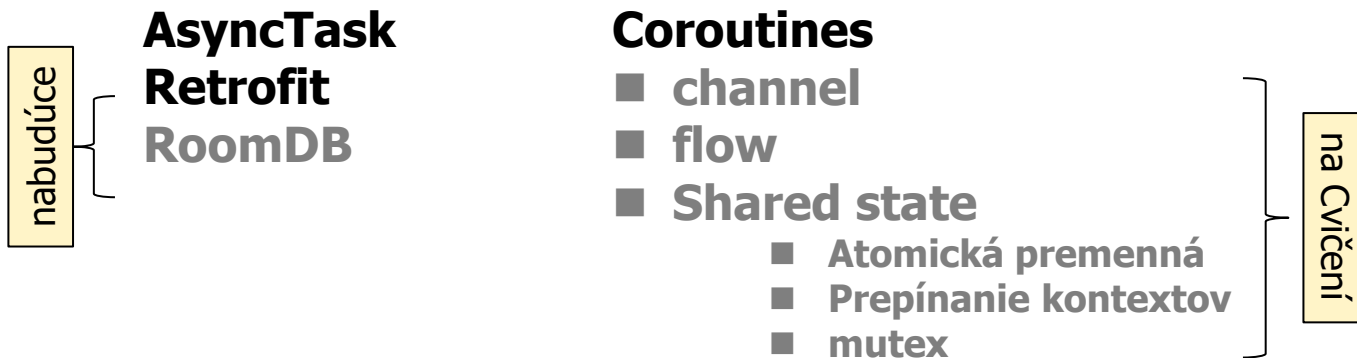 nabudúce
AsyncTask
Retrofit
RoomDB
Coroutines
■ channel
■ flow
■ Shared state
■ Atomická premenná
■ Prepínanie kontextov
■ mutex
na Cvičení